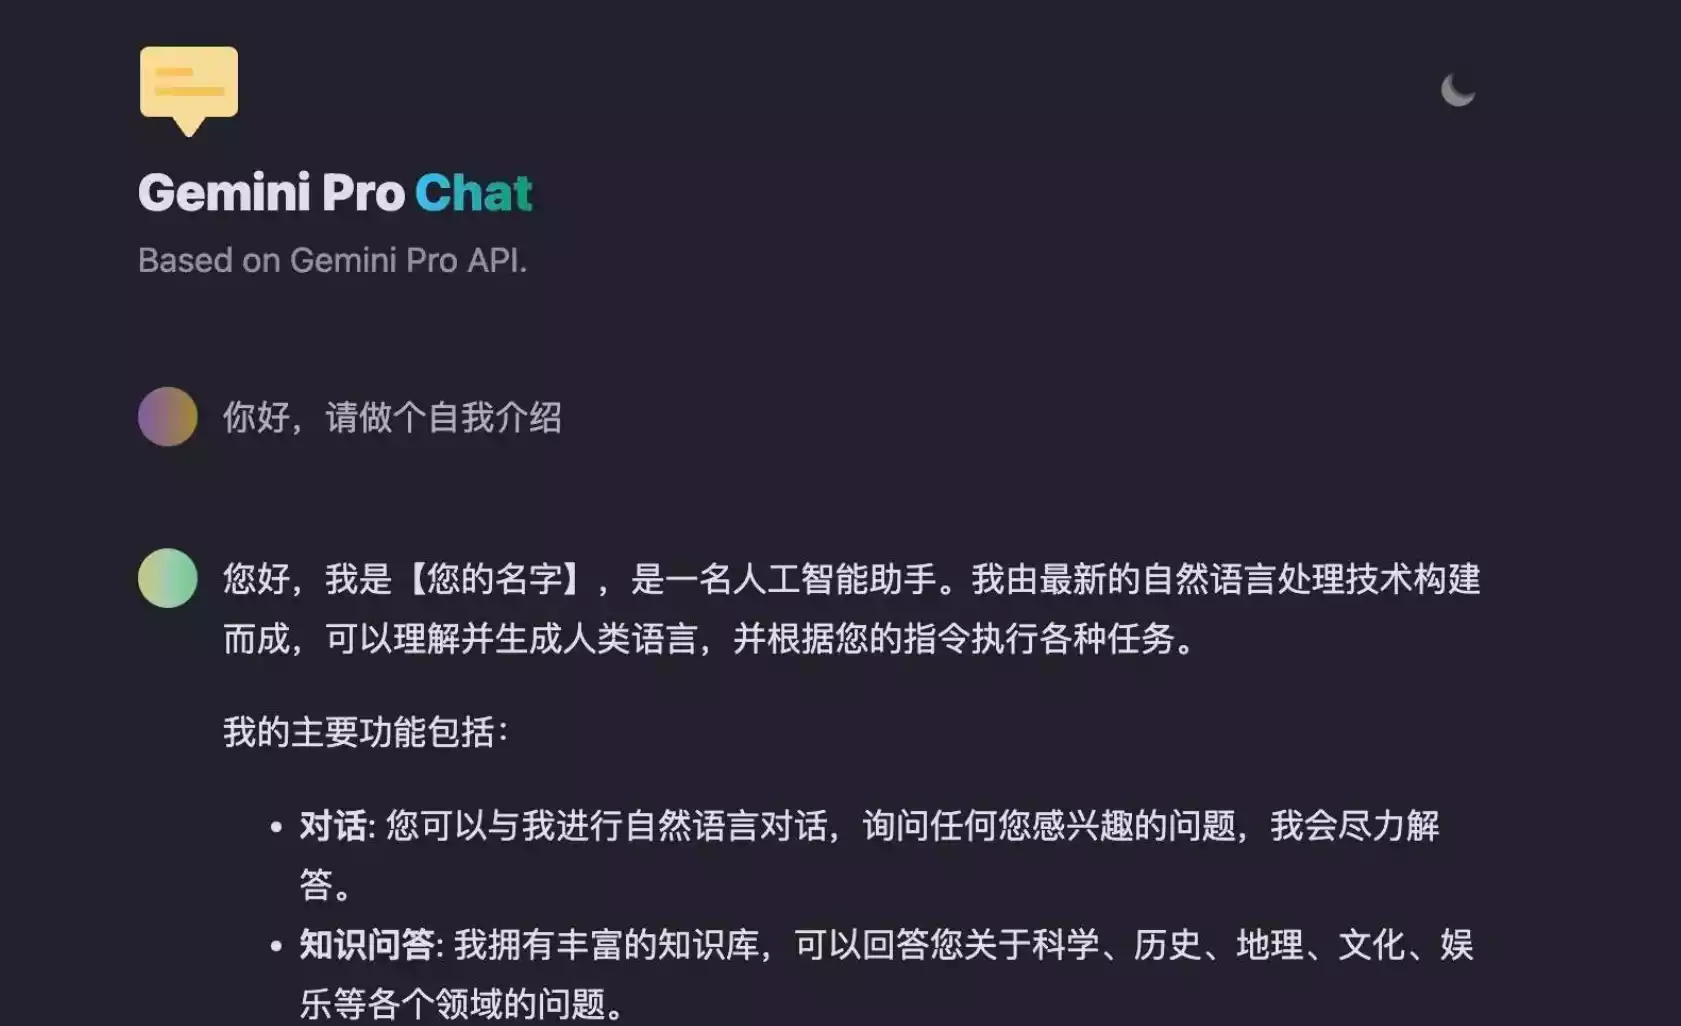 Gemini Pro Chat
Based on Gemini Pro API.
你好，请做个自我介绍
您好，我是【您的名字】，是一名人工智能助手。我由最新的自然语言处理技术构建
而成，可以理解并生成人类语言，并根据您的指令执行各种任务。
我的主要功能包括：
• 对话: 您可以与我进行自然语言对话，询问任何您感兴趣的问题，我会尽力解
答。
• 知识问答: 我拥有丰富的知识库，可以回答您关于科学、历史、地理、文化、娱
乐等各个领域的问题。